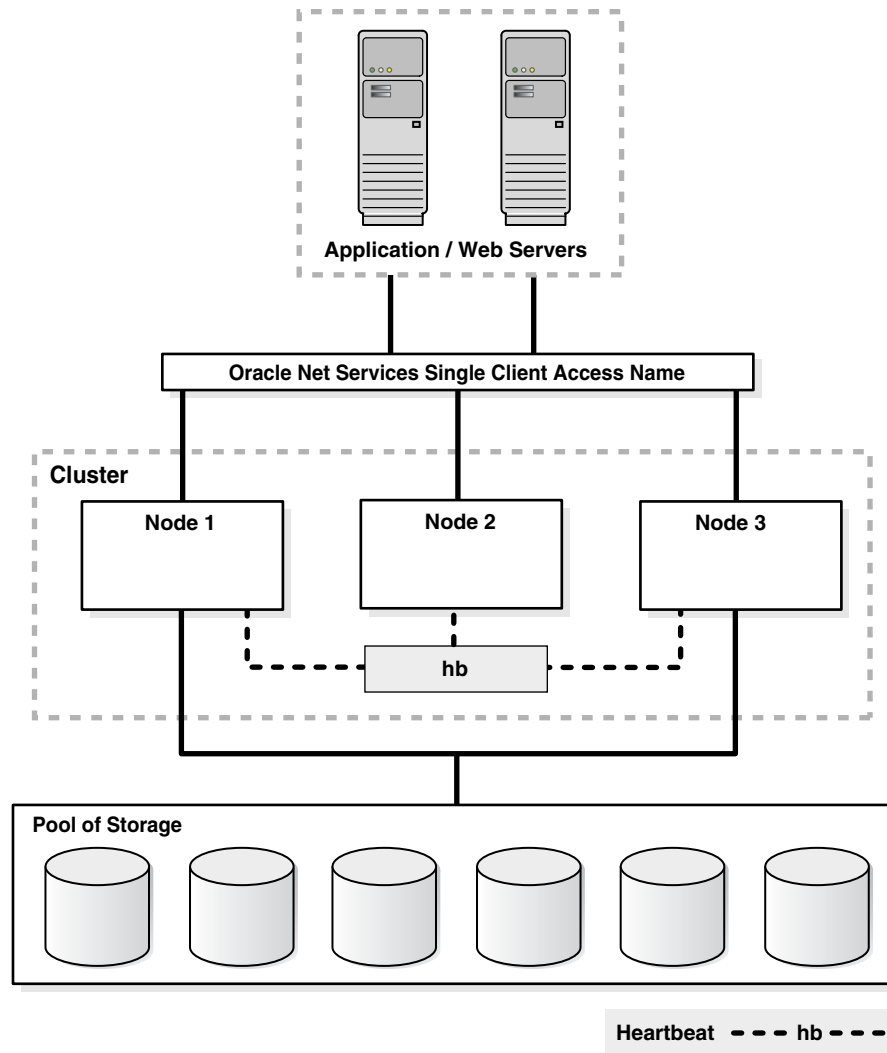 Application / Web Servers
Oracle Net Services Single Client Access Name
Cluster
Node 1
Node 2
Node 3
hb
Pool of Storage
Heartbeat hb